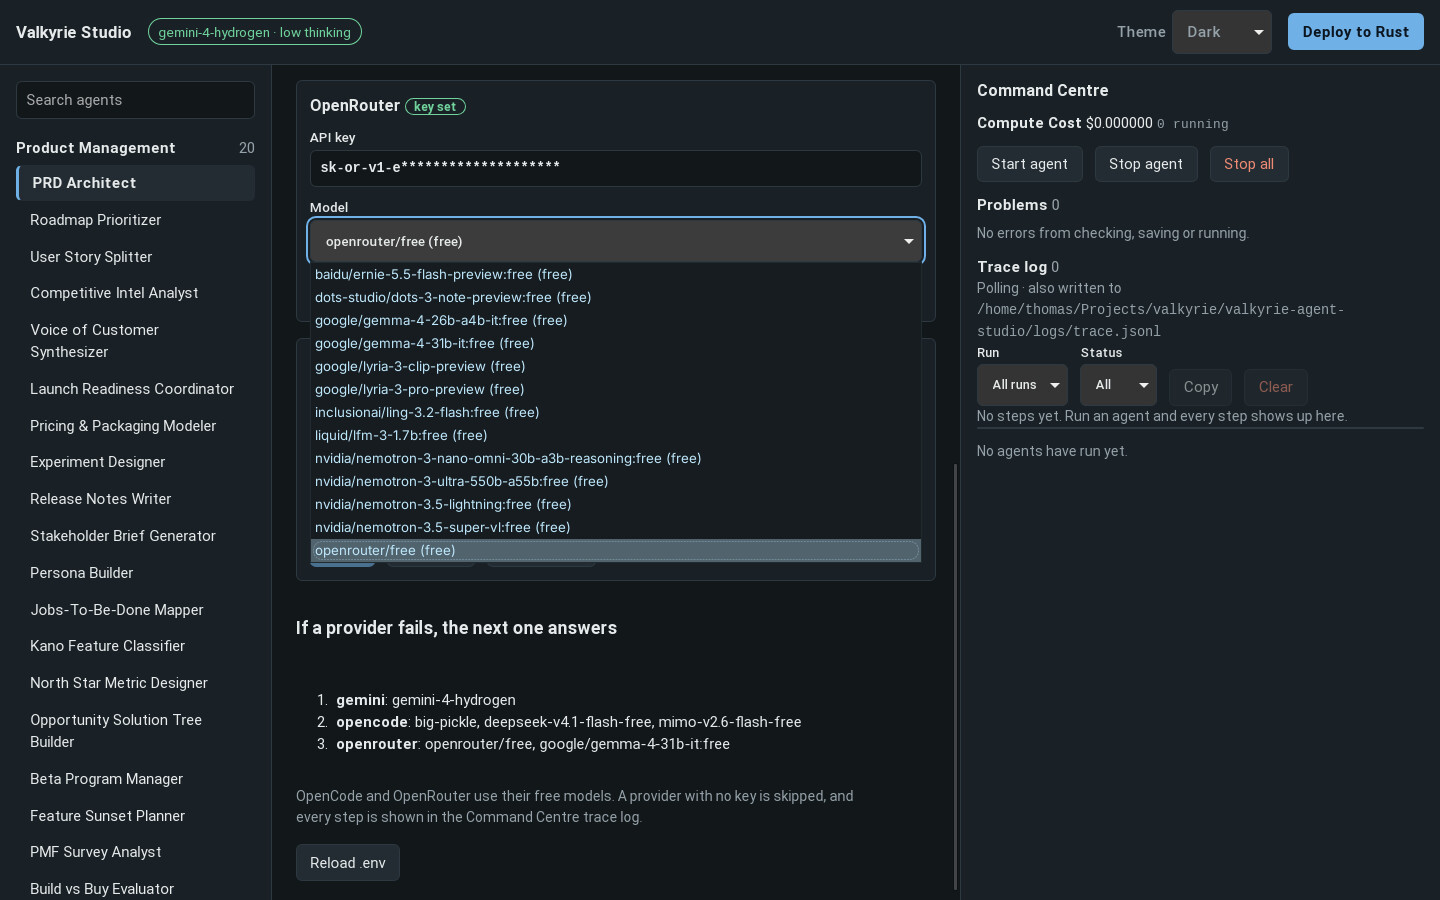 Valkyrie Studio
gemini-4-hydrogen · low thinking
Theme
Dark
Deploy to Rust
Search agents
Product Management 20
PRD Architect
Roadmap Prioritizer
User Story Splitter
Competitive Intel Analyst
Voice of Customer
Synthesizer
Launch Readiness Coordinator
Pricing & Packaging Modeler
Experiment Designer
Release Notes Writer
Stakeholder Brief Generator
Persona Builder
Jobs-To-Be-Done Mapper
Kano Feature Classifier
North Star Metric Designer
Opportunity Solution Tree
Builder
Beta Program Manager
Feature Sunset Planner
PMF Survey Analyst
Build vs Buy Evaluator
OpenRouter key set
API key
sk-or-v1-e********************
Model
openrouter/free (free)
baidu/ernie-5.5-flash-preview:free (free)
dots-studio/dots-3-note-preview:free (free)
google/gemma-4-26b-a4b-it:free (free)
google/gemma-4-31b-it:free (free)
google/lyria-3-clip-preview (free)
google/lyria-3-pro-preview (free)
inclusionai/ling-3.2-flash:free (free)
liquid/lfm-3-1.7b:free (free)
nvidia/nemotron-3-nano-omni-30b-a3b-reasoning:free (free)
nvidia/nemotron-3-ultra-550b-a55b:free (free)
nvidia/nemotron-3.5-lightning:free (free)
nvidia/nemotron-3.5-super-vl:free (free)
openrouter/free (free)
If a provider fails, the next one answers
1. gemini: gemini-4-hydrogen
2. opencode: big-pickle, deepseek-v4.1-flash-free, mimo-v2.6-flash-free
3. openrouter: openrouter/free, google/gemma-4-31b-it:free
OpenCode and OpenRouter use their free models. A provider with no key is skipped, and
every step is shown in the Command Centre trace log.
Reload .env
Command Centre
Compute Cost $0.000000 0 running
Start agent
Stop agent
Stop all
Problems 0
No errors from checking, saving or running.
Trace log 0
Polling · also written to
/home/thomas/Projects/valkyrie/valkyrie-agent-
studio/logs/trace.jsonl
Run
Status
All runs
All
Copy
Clear
No steps yet. Run an agent and every step shows up here.
No agents have run yet.